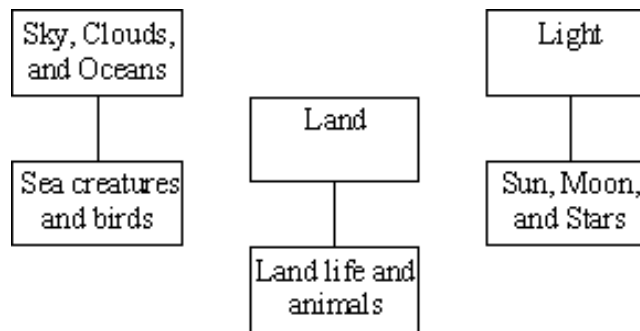 Sky, Clouds,
and Oceans
Light
Land
Sea creatures
and birds
Sun, Moon,
and Stars
Land life and
animals